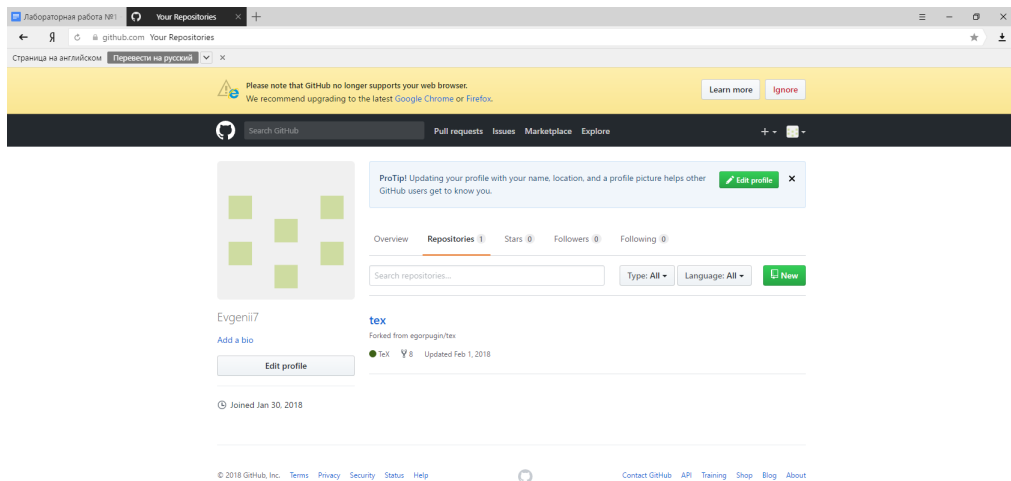 Лабораторная работа №1
Your Repositories
github.com Your Repositories
Страница на английском Перевести на русский
Please note that GitHub no longer supports your web browser.
We recommend upgrading to the latest Google Chrome or Firefox.
Learn more
Ignore
Search GitHub
Pull requests Issues Marketplace Explore
ProTip! Updating your profile with your name, location, and a profile picture helps other
GitHub users get to know you.
Edit profile
Overview Repositories 1 Stars 0 Followers 0 Following 0
Search repositories...
Type: All
Language: All
New
Evgenii7
Add a bio
Edit profile
Joined Jan 30, 2018
tex
Forked from egorpugin/tex
TeX 8 Updated Feb 1, 2018
© 2018 GitHub, Inc. Terms Privacy Security Status Help
Contact GitHub API Training Shop Blog About